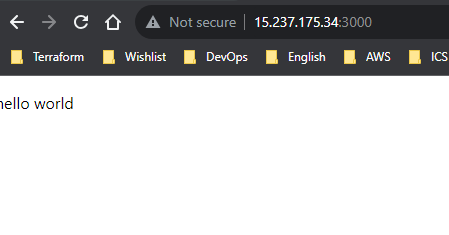 Not secure 15.237.175.34:3000
Terraform Wishlist DevOps English AWS ICS
hello world